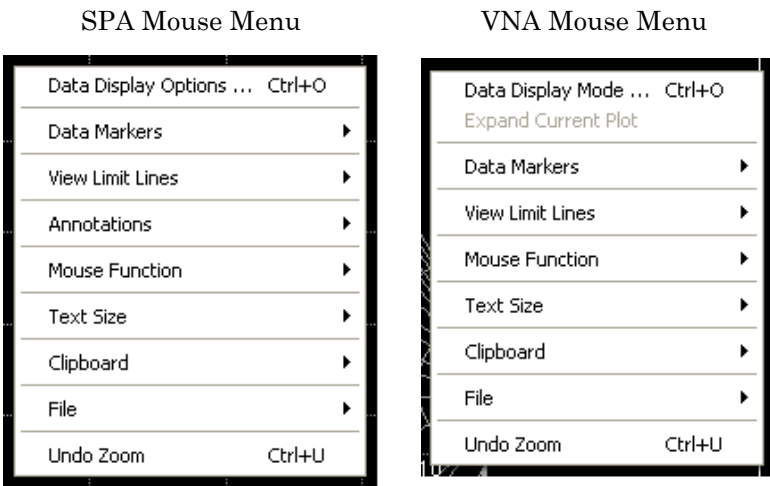 SPA Mouse Menu
Data Display Options ... Ctrl+O
Data Markers
View Limit Lines
Annotations
Mouse Function
Text Size
Clipboard
File
Undo Zoom Ctrl+U
VNA Mouse Menu
Data Display Mode ... Ctrl+O
Expand Current Plot
Data Markers
View Limit Lines
Mouse Function
Text Size
Clipboard
File
Undo Zoom Ctrl+U